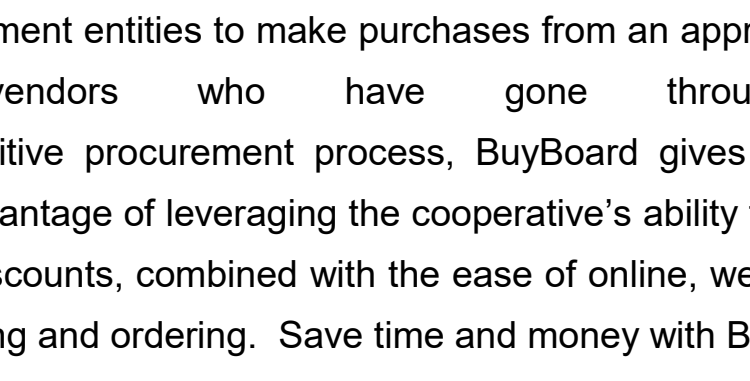 ment entities to make purchases from an appr
vendors who have gone throu
itive procurement process, BuyBoard gives
antage of leveraging the cooperative’s ability
scounts, combined with the ease of online, we
ng and ordering.  Save time and money with B